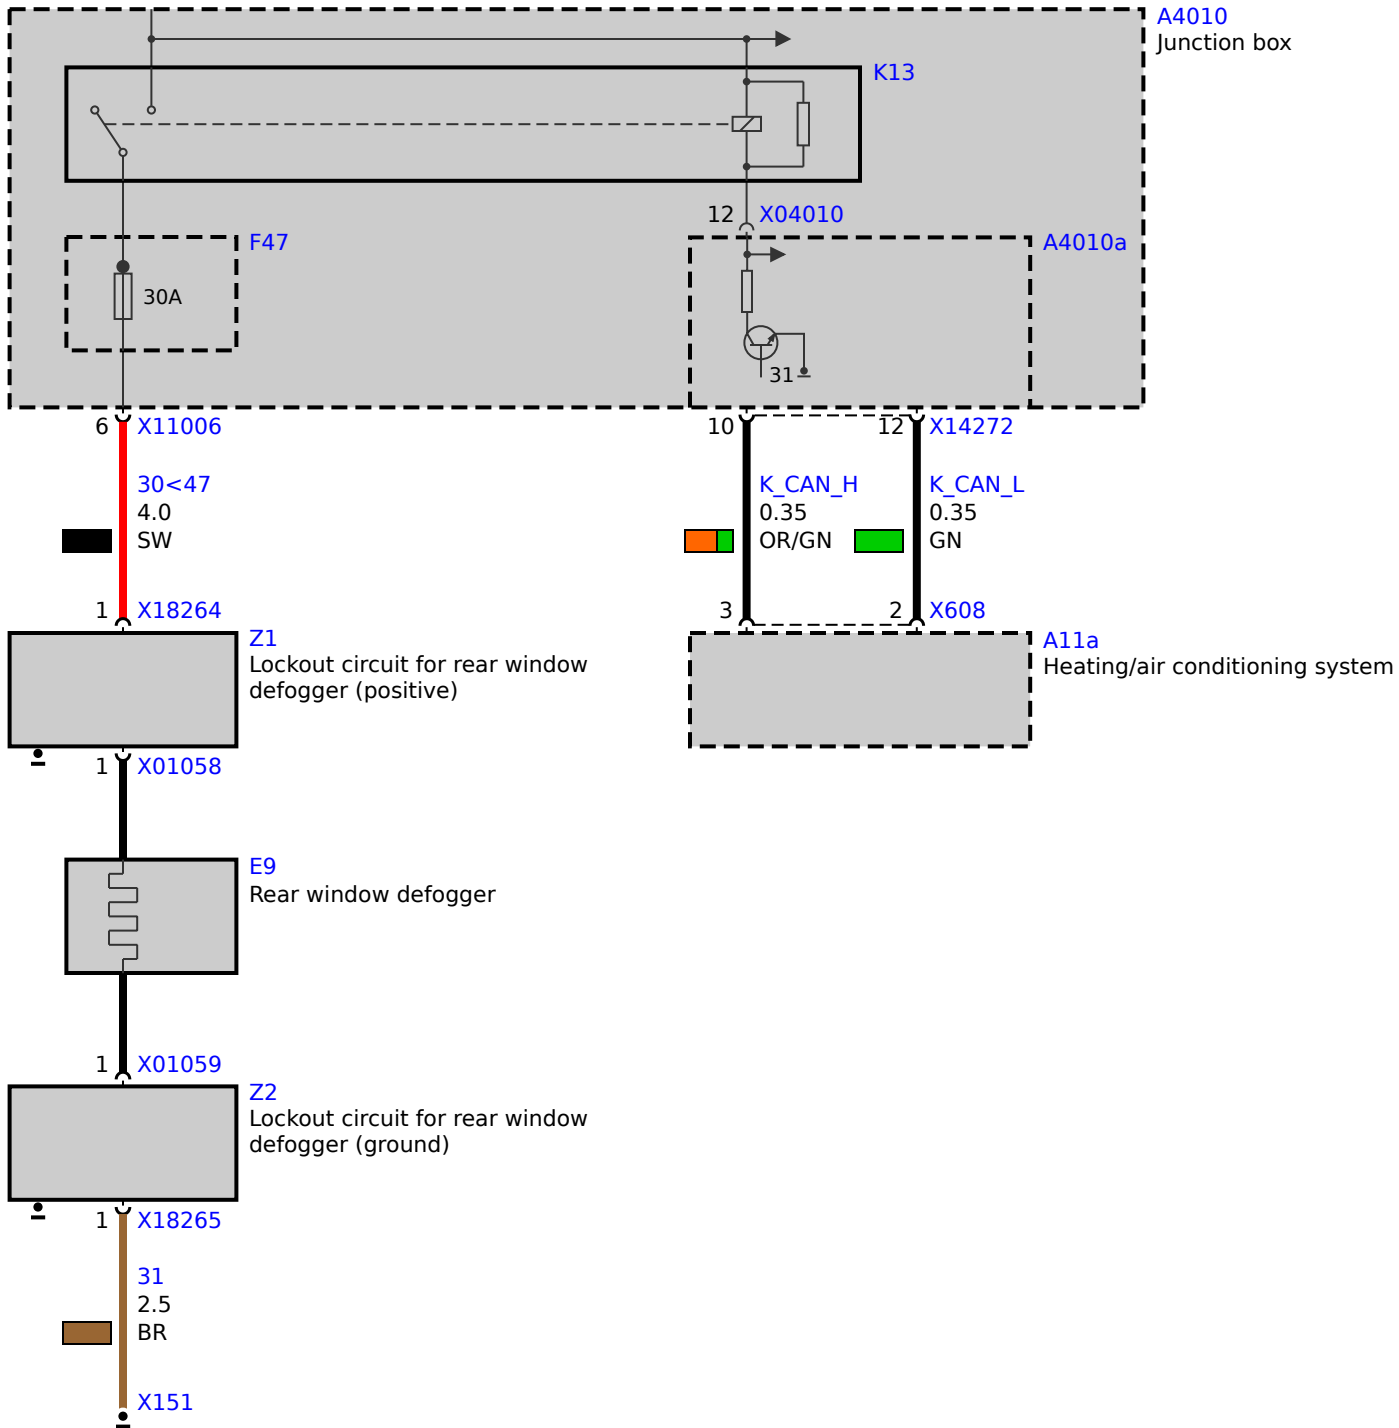 A4010
Junction box
K13
12 X04010
F47
A4010a
30A
31
6 X11006
10
12 X14272
30<47
4.0
SW
K_CAN_H
0.35
OR/GN
K_CAN_L
0.35
GN
1 X18264
3
2 X608
Z1
Lockout circuit for rear window
defogger (positive)
A11a
Heating/air conditioning system
1 X01058
E9
Rear window defogger
1 X01059
Z2
Lockout circuit for rear window
defogger (ground)
1 X18265
31
2.5
BR
X151